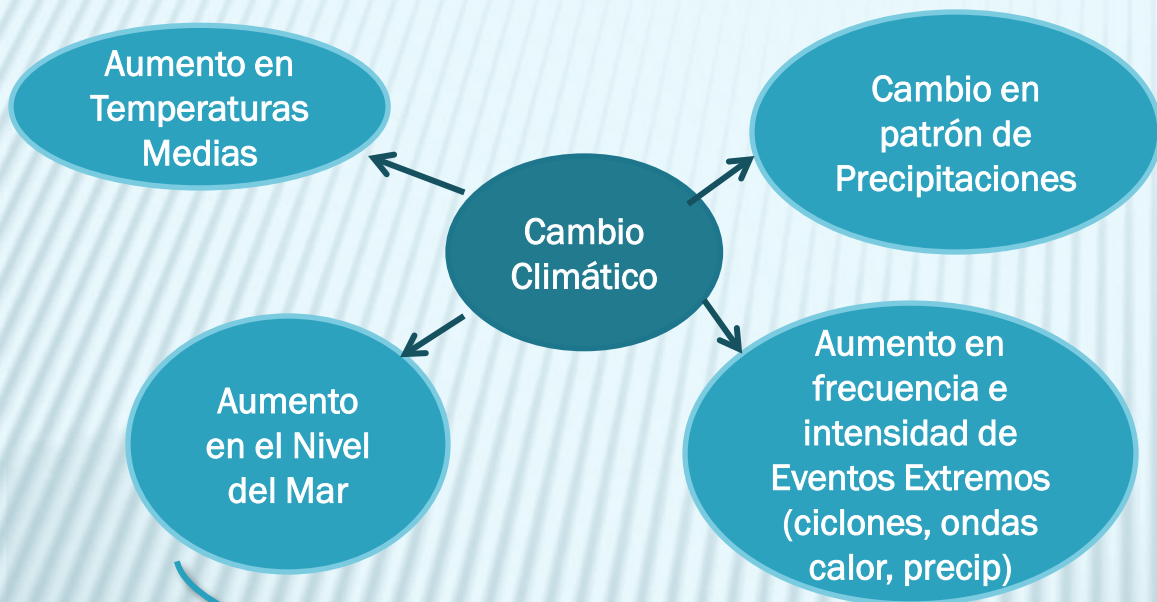 Aumento en
Temperaturas
Medias
Cambio en
patrón de
Precipitaciones
Cambio
Climático
Aumento
en el Nivel
del Mar
Aumento en
frecuencia e
intensidad de
Eventos Extremos
(ciclones, ondas
calor, precip)